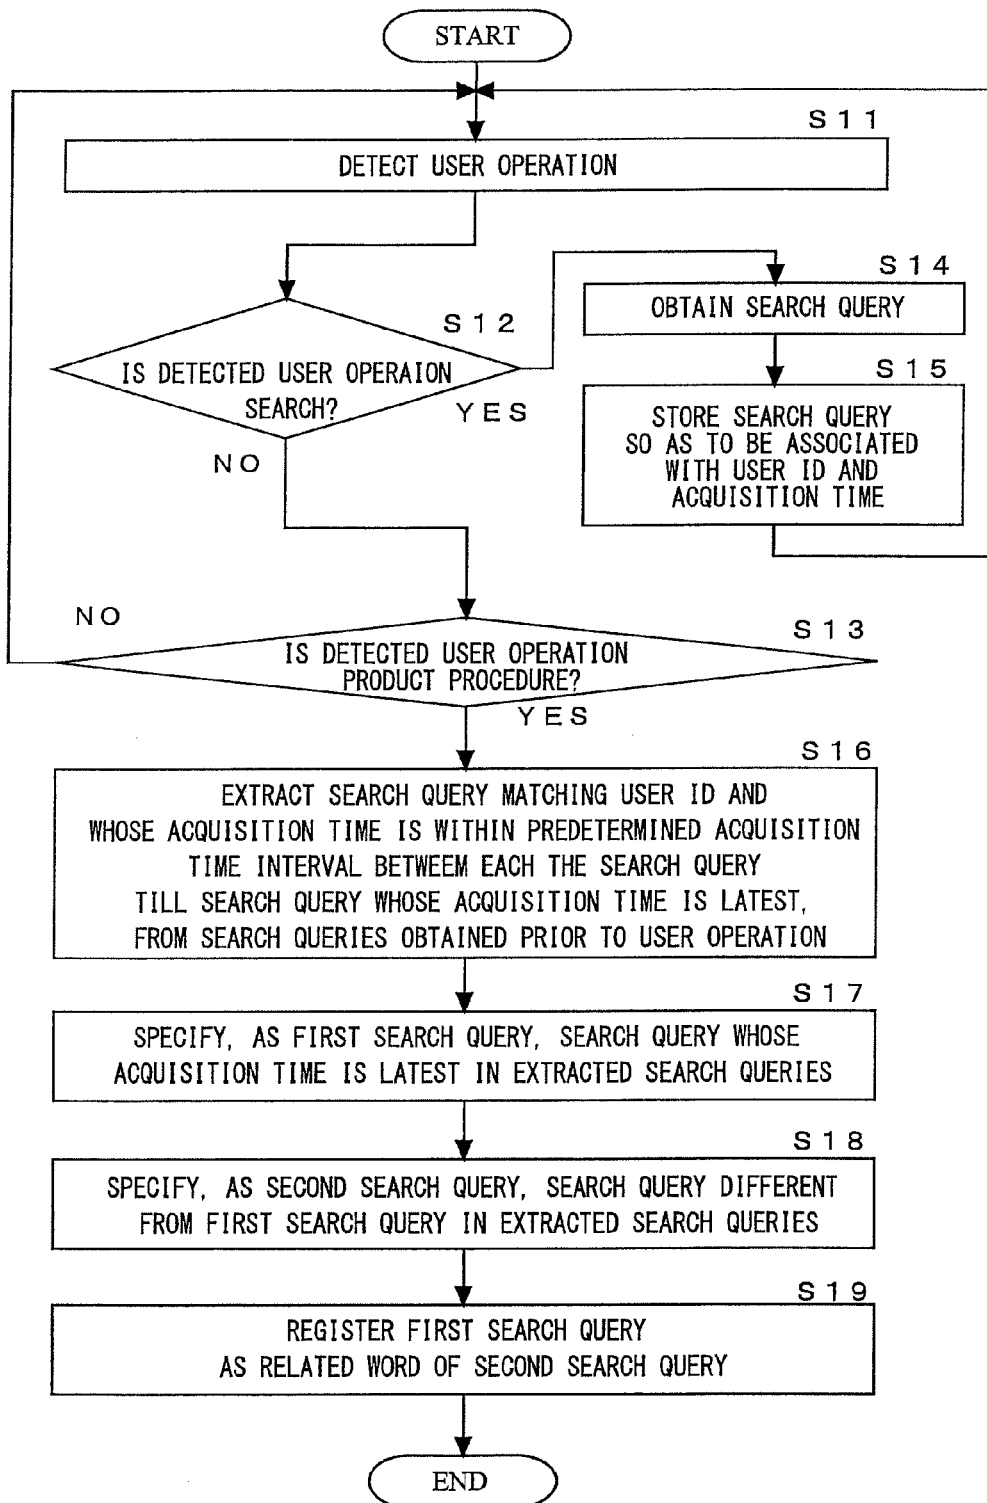 START
S11
DETECT USER OPERATION
S12
IS DETECTED USER OPERAION
SEARCH?
YES
NO
S14
OBTAIN SEARCH QUERY
S15
STORE SEARCH QUERY
SO AS TO BE ASSOCIATED
WITH USER ID AND
ACQUISITION TIME
NO
S13
IS DETECTED USER OPERATION
PRODUCT PROCEDURE?
YES
S16
EXTRACT SEARCH QUERY MATCHING USER ID AND
WHOSE ACQUISITION TIME IS WITHIN PREDETERMINED ACQUISITION
TIME INTERVAL BETWEEM EACH THE SEARCH QUERY
TILL SEARCH QUERY WHOSE ACQUISITION TIME IS LATEST,
FROM SEARCH QUERIES OBTAINED PRIOR TO USER OPERATION
S17
SPECIFY, AS FIRST SEARCH QUERY, SEARCH QUERY WHOSE
ACQUISITION TIME IS LATEST IN EXTRACTED SEARCH QUERIES
S18
SPECIFY, AS SECOND SEARCH QUERY, SEARCH QUERY DIFFERENT
FROM FIRST SEARCH QUERY IN EXTRACTED SEARCH QUERIES
S19
REGISTER FIRST SEARCH QUERY
AS RELATED WORD OF SECOND SEARCH QUERY
END